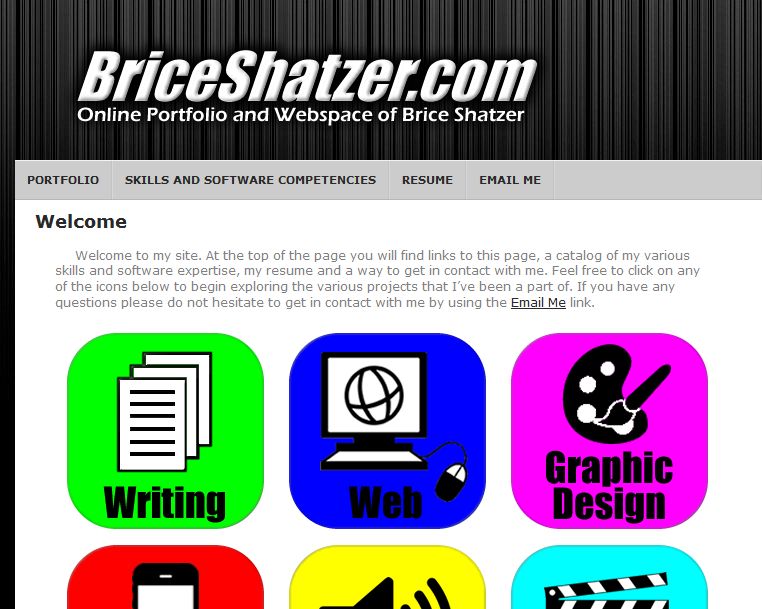 BriceShatzer.com
Online Portfolio and Webspace of Brice Shatzer
PORTFOLIO SKILLS AND SOFTWARE COMPETENCIES RESUME EMAIL ME
Welcome
Welcome to my site. At the top of the page you will find links to this page, a catalog of my various
skills and software expertise, my resume and a way to get in contact with me. Feel free to click on any
of the icons below to begin exploring the various projects that I've been a part of. If you have any
questions please do not hesitate to get in contact with me by using the Email Me link.
Writing
Web
Graphic
Design